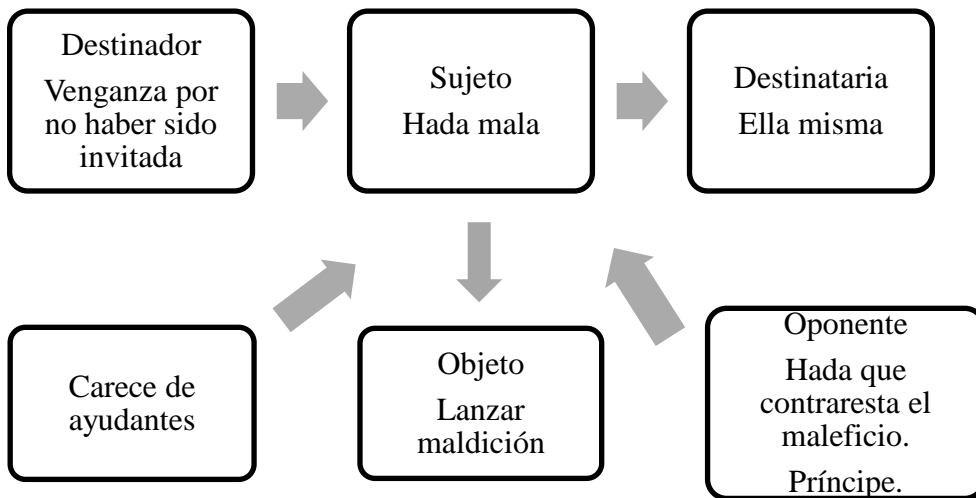 Destinador
Venganza por
no haber sido
invitada
Sujeto
Hada mala
Destinataria
Ella misma
Carece de
ayudantes
Objeto
Lanzar
maldición
Oponente
Hada que
contraresta el
maleficio.
Príncipe.